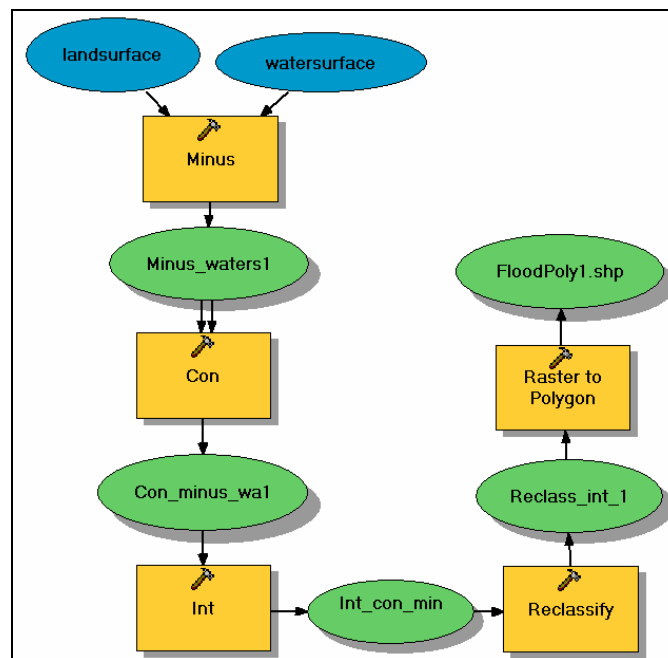 landsurface
watersurface
Minus
Minus_waters1
Con
Con_minus_wa1
Int
Int_con_min
Reclassify
Reclass_int_1
Raster to
Polygon
FloodPoly1.shp